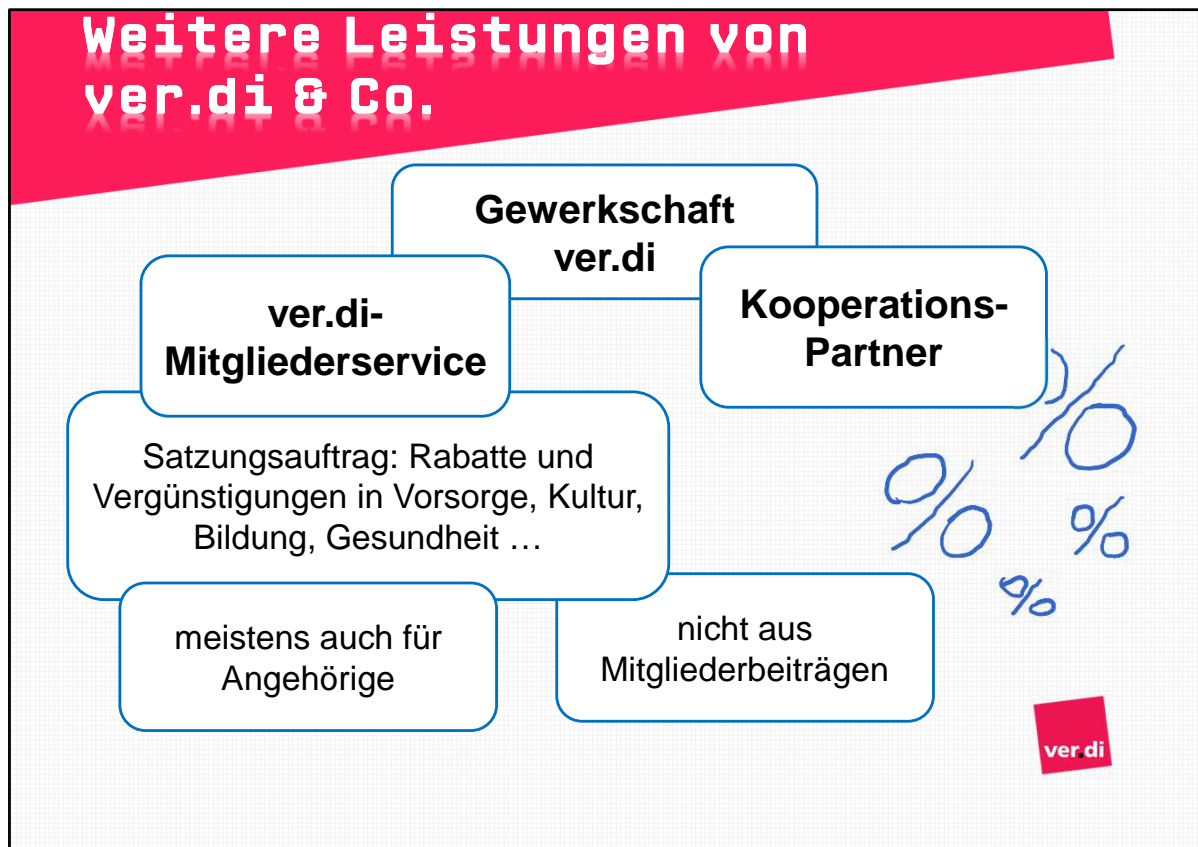 Weitere Leistungen von
ver.di & Co.
Gewerkschaft
ver.di
ver.di-
Mitgliederservice
Kooperations-
Partner
Satzungsauftrag: Rabatte und
Vergünstigungen in Vorsorge, Kultur,
Bildung, Gesundheit …
meistens auch für
Angehörige
nicht aus
Mitgliederbeiträgen
%
%
%
%
ver.di